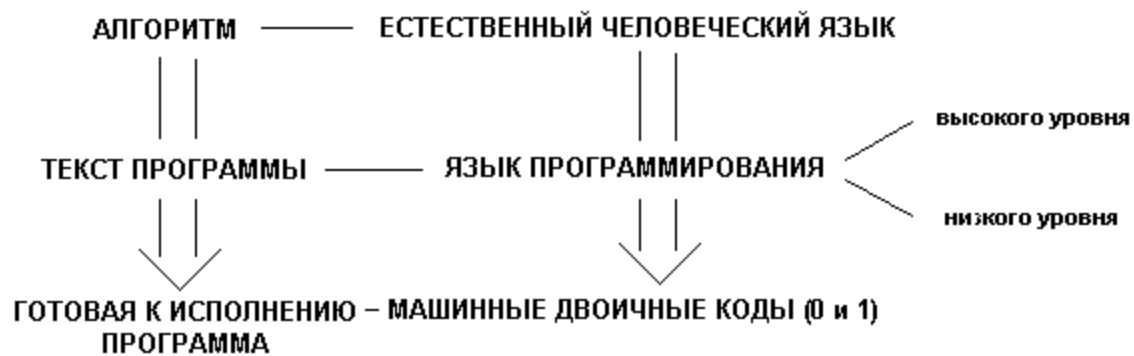 АЛГОРИТМ — ЕСТЕСТВЕННЫЙ ЧЕЛОВЕЧЕСКИЙ ЯЗЫК
высокого уровня
ТЕКСТ ПРОГРАММЫ — ЯЗЫК ПРОГРАММИРОВАНИЯ
низкого уровня
ГОТОВАЯ К ИСПОЛНЕНИЮ – МАШИННЫЕ ДВОИЧНЫЕ КОДЫ (0 и 1)
ПРОГРАММА